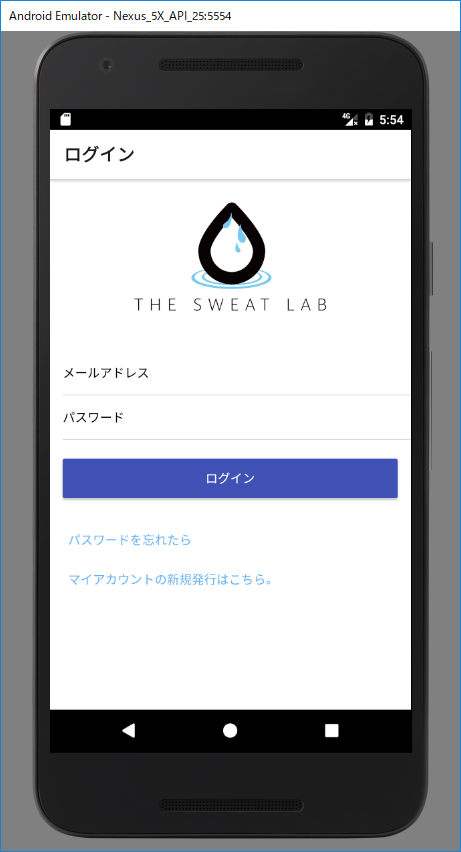 Android Emulator - Nexus_5X_API_25:5554
4G 5:54
ログイン
THE SWEAT LAB
メールアドレス
パスワード
ログイン
パスワードを忘れたら
マイアカウントの新規発行はこちら。